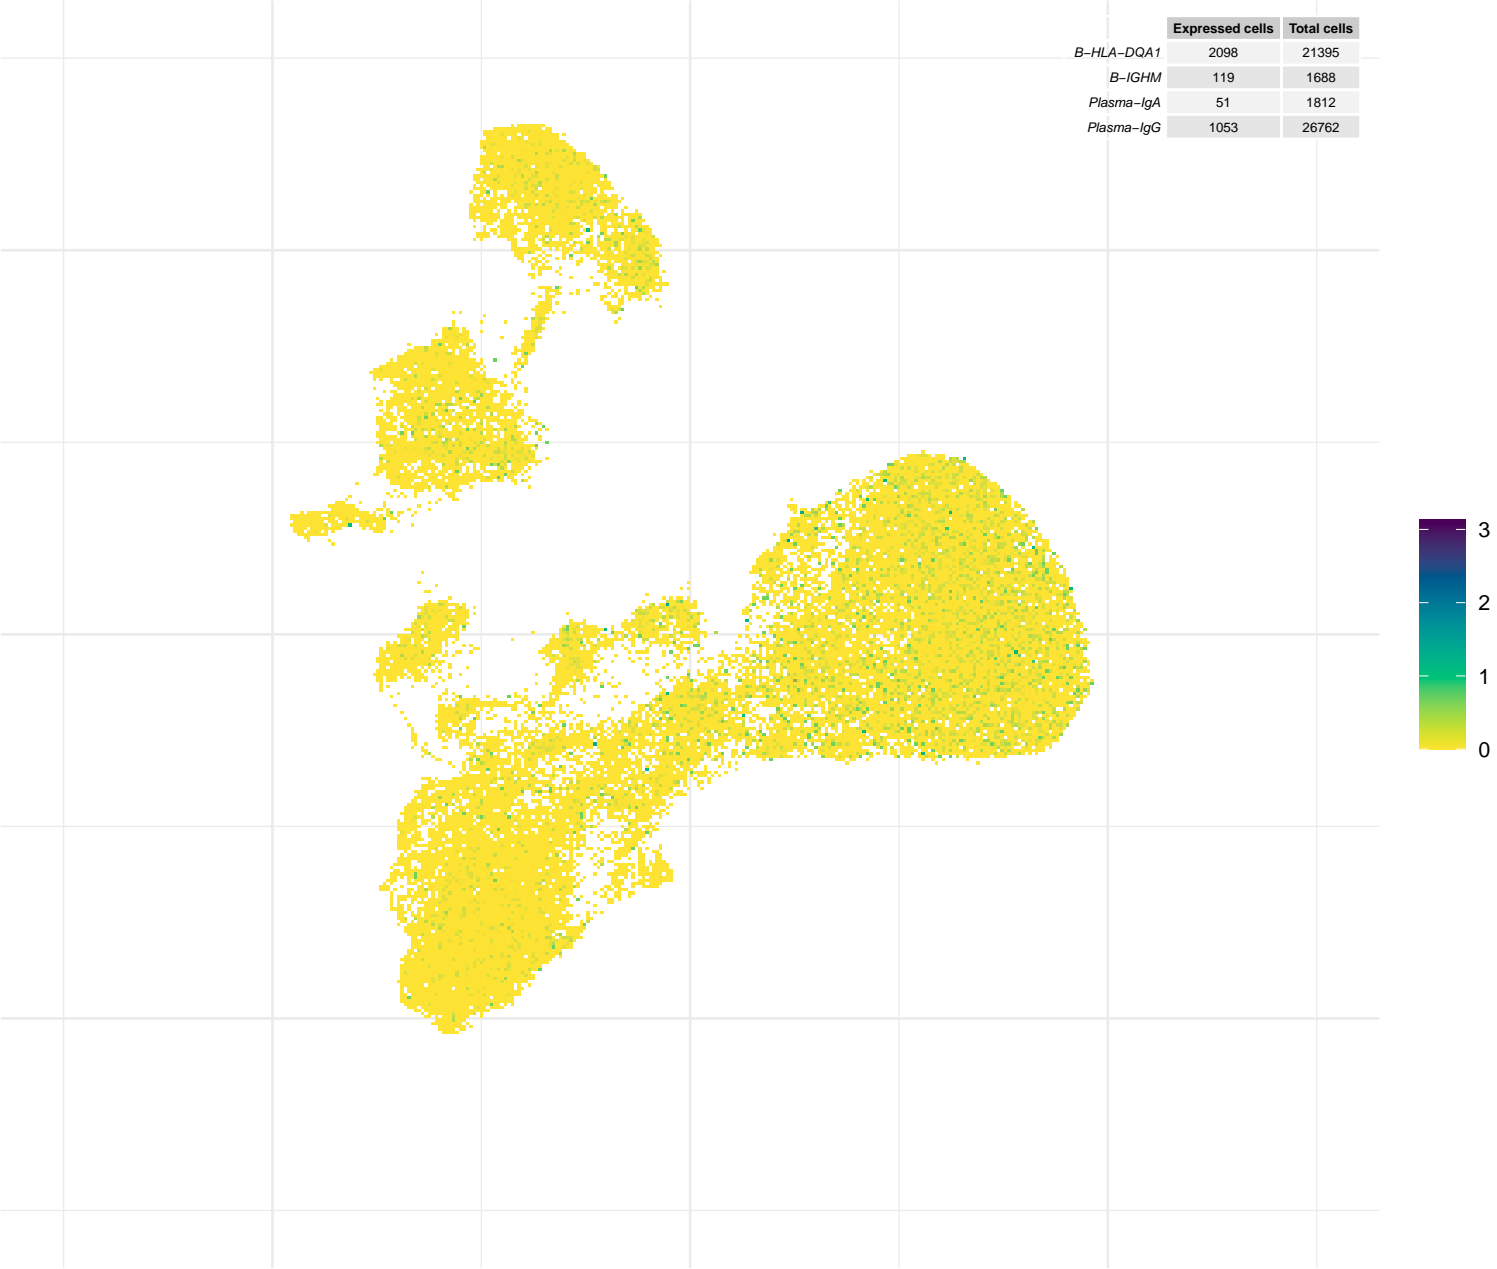 Expressed cells Total cells
B−HLA−DQA1 2098 21395
B−IGHM 119 1688
Plasma−IgA 51 1812
Plasma−IgG 1053 26762
3
2
1
0